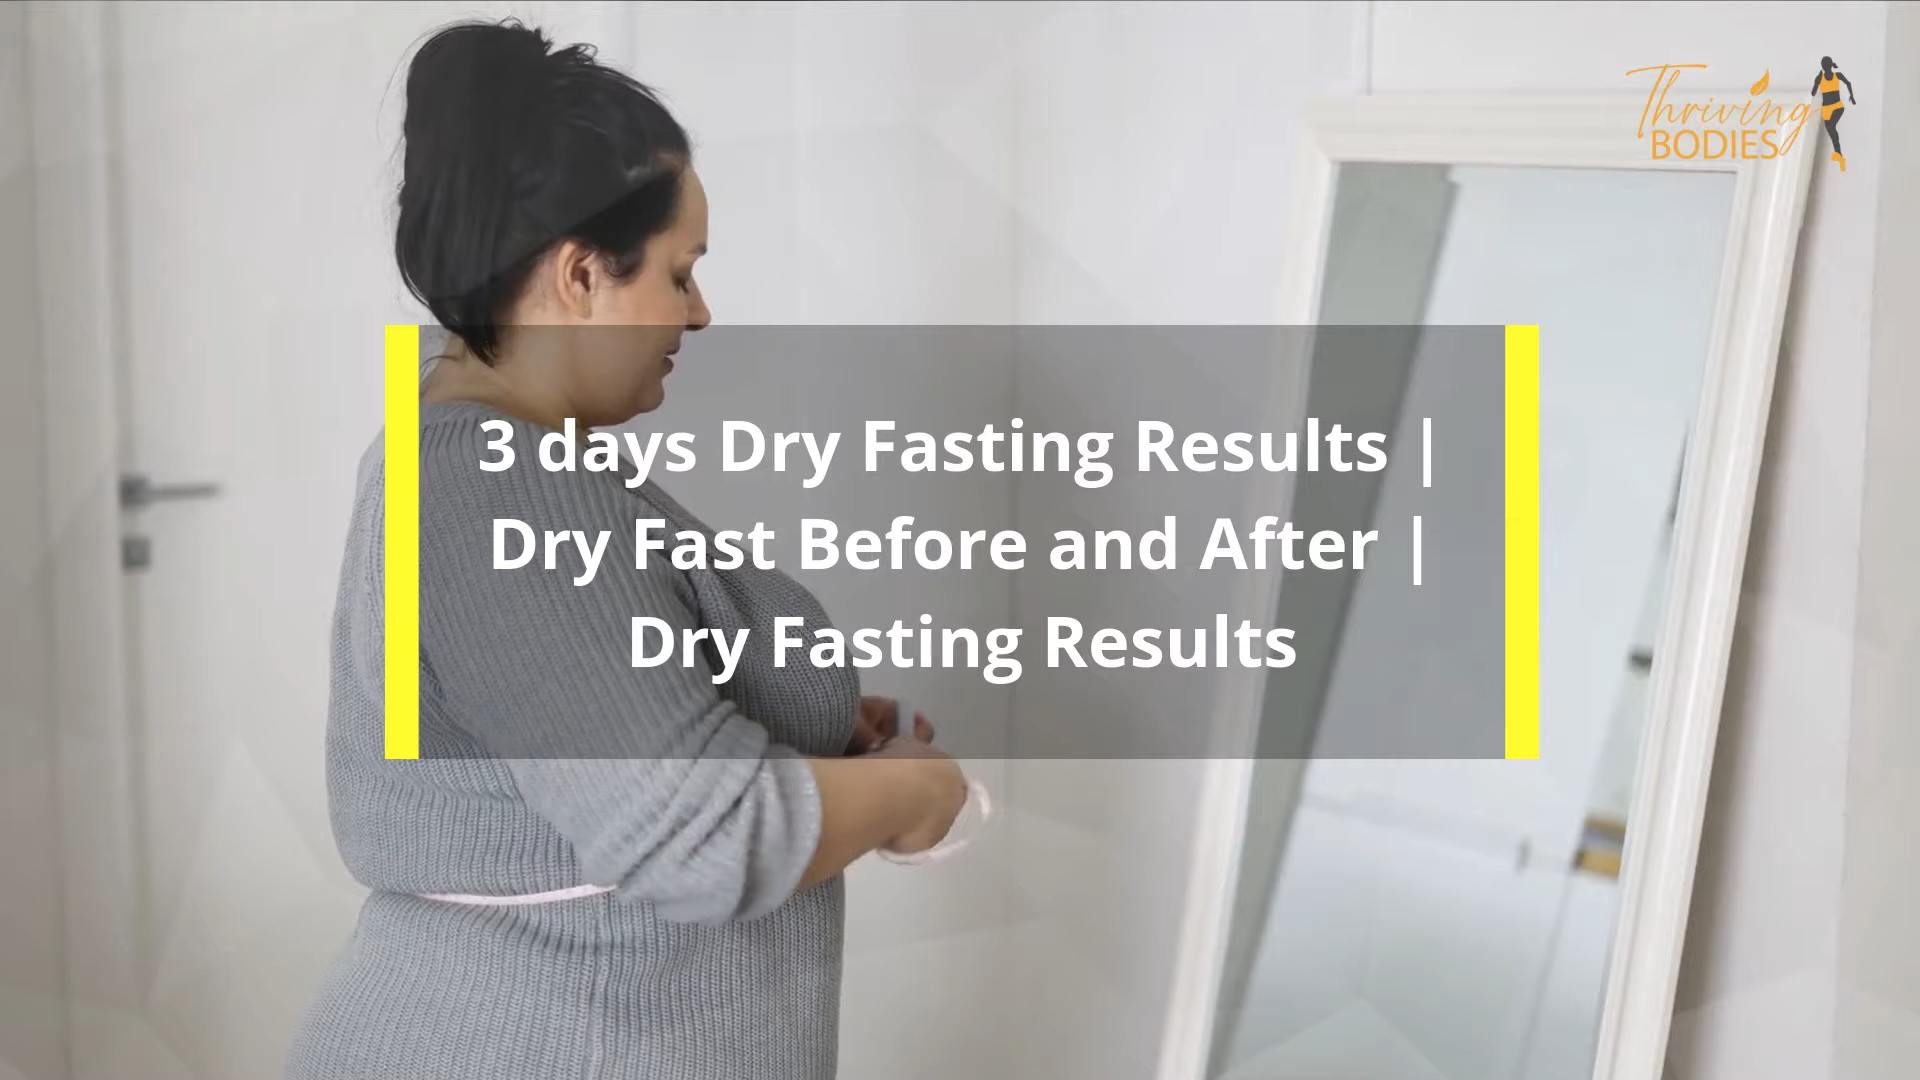 Thriving
BODIES
3 days Dry Fasting Results |
Dry Fast Before and After |
Dry Fasting Results